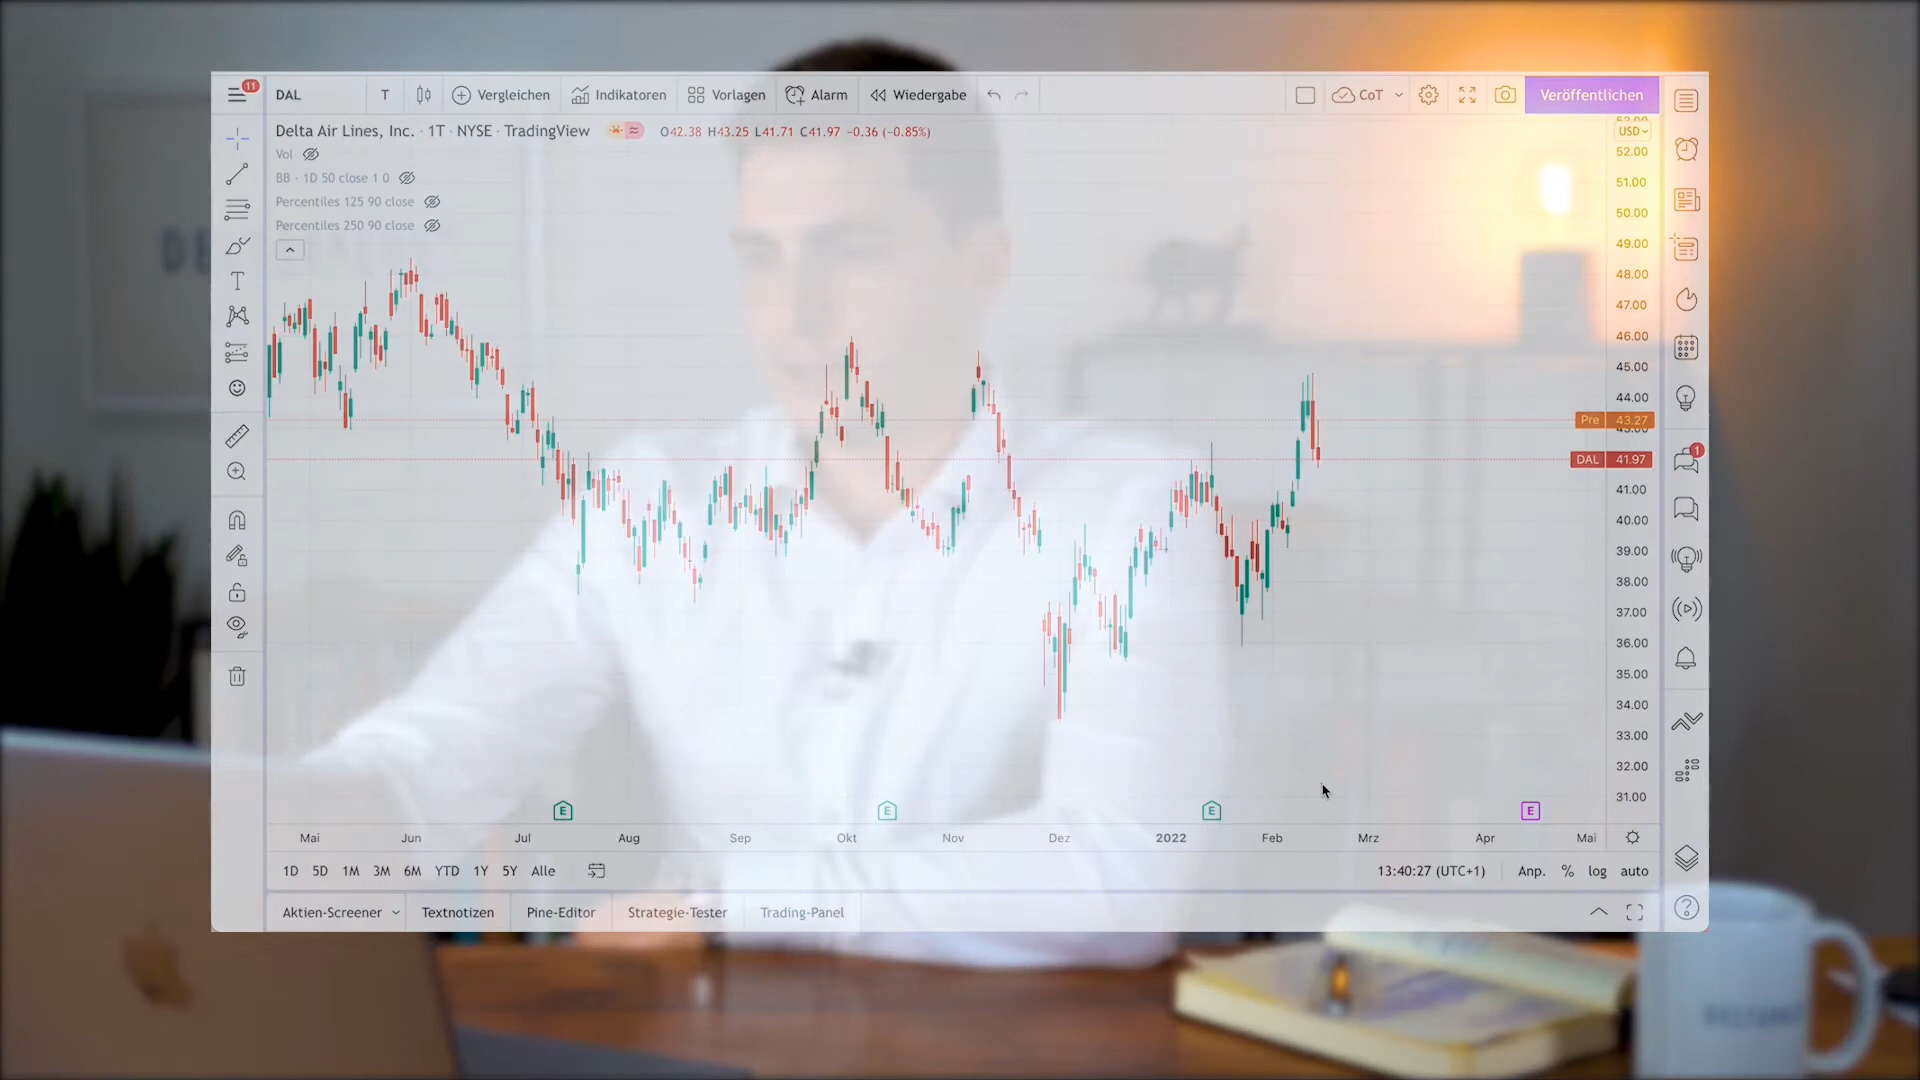 11
DAL T Vergleichen Indikatoren Vorlagen Alarm Wiedergabe CoT Veröffentlichen
Delta Air Lines, Inc. · 1T · NYSE · TradingView O42.38 H43.25 L41.71 C41.97 −0.36 (−0.85%)
Vol
BB · 1D 50 close 1 0
Percentiles 125 90 close
Percentiles 250 90 close
USD
52.00
51.00
50.00
49.00
48.00
47.00
46.00
45.00
44.00
Pre 43.27
DAL 41.97
41.00
40.00
39.00
38.00
37.00
36.00
35.00
34.00
33.00
32.00
31.00
1
E E E E
Mai Jun Jul Aug Sep Okt Nov Dez 2022 Feb Mrz Apr Mai
1D 5D 1M 3M 6M YTD 1Y 5Y Alle 13:40:27 (UTC+1) Anp. % log auto
Aktien-Screener Textnotizen Pine-Editor Strategie-Tester Trading-Panel